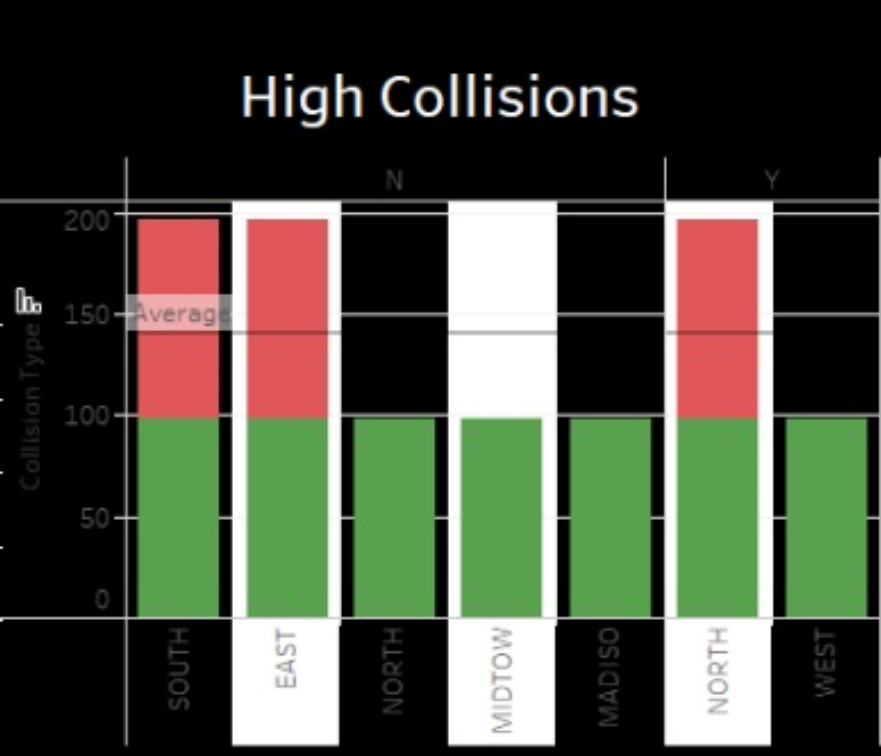 High Collisions
N Y
200
150
100
50
0
Average
Collision Type
SOUTH
EAST
NORTH
MIDTOW
MADISO
NORTH
WEST